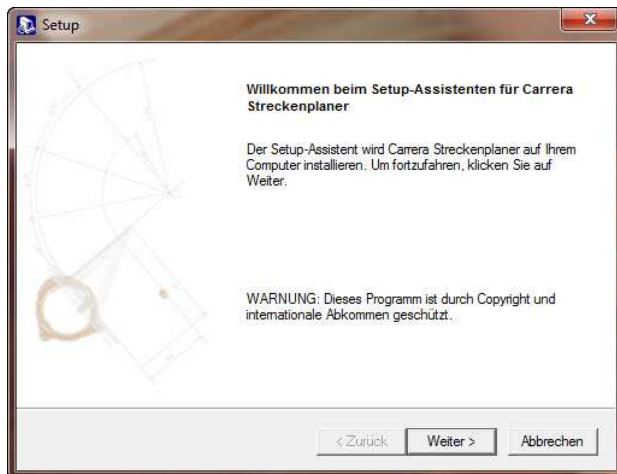 Setup
Willkommen beim Setup-Assistenten für Carrera
Streckenplaner
Der Setup-Assistent wird Carrera Streckenplaner auf Ihrem
Computer installieren. Um fortzufahren, klicken Sie auf
Weiter.
WARNUNG: Dieses Programm ist durch Copyright und
internationale Abkommen geschützt.
< Zurück
Weiter >
Abbrechen